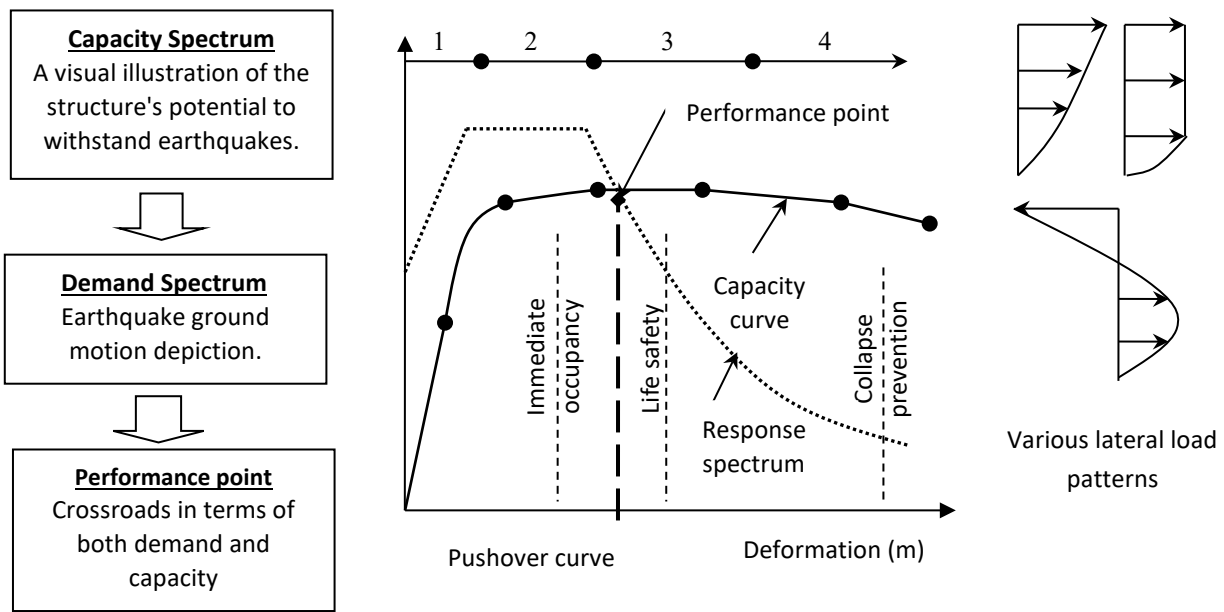 Capacity Spectrum
A visual illustration of the
structure's potential to
withstand earthquakes.
Demand Spectrum
Earthquake ground
motion depiction.
Performance point
Crossroads in terms of
both demand and
capacity
1 2 3 4
Performance point
Capacity
curve
Immediate
occupancy
Life safety
Collapse
prevention
Response
spectrum
Pushover curve
Deformation (m)
Various lateral load
patterns